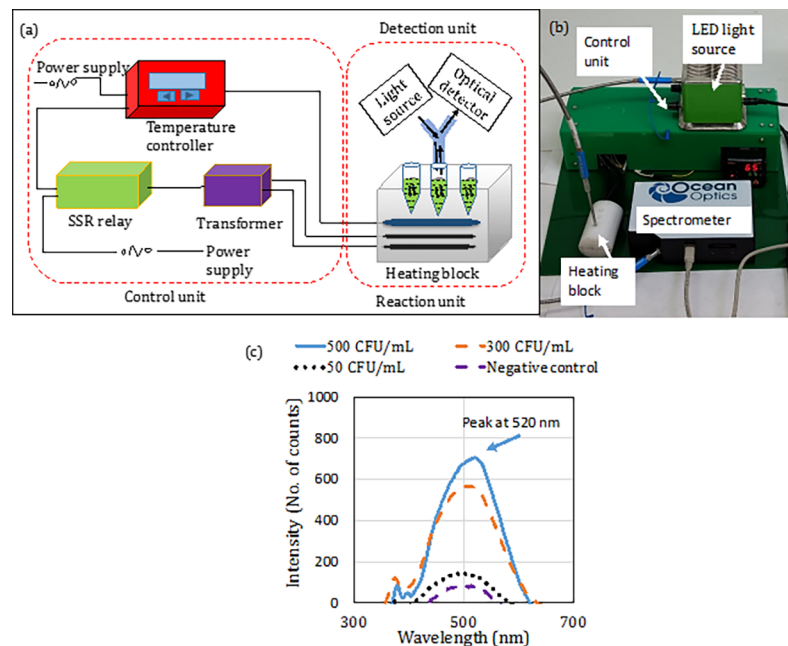 (a)
Detection unit
Power supply
Temperature
controller
Light
source
Optical
detector
SSR relay
Transformer
Power
supply
Heating block
Control unit
Reaction unit
(b)
LED light
source
Control
unit
65
Ocean
Optics
Spectrometer
Heating
block
(c)
500 CFU/mL
300 CFU/mL
50 CFU/mL
Negative control
1000
800
600
400
200
0
Peak at 520 nm
Intensity (No. of counts)
300
500
700
Wavelength (nm)